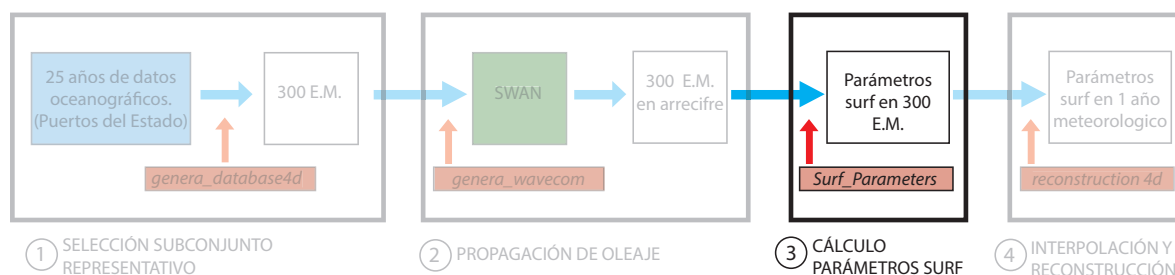 25 años de datos
oceanográficos.
(Puertos del Estado)
300 E.M.
genera_database4d
1
SELECCIÓN SUBCONJUNTO
REPRESENTATIVO
SWAN
300 E.M.
en arrecifre
genera_wavecom
2
PROPAGACIÓN DE OLEAJE
Parámetros
surf en 300
E.M.
Surf_Parameters
3
CÁLCULO
PARÁMETROS SURF
Parámetros
surf en 1 año
meteorologico
reconstruction 4d
4
INTERPOLACIÓN Y
RECONSTRUCCIÓN